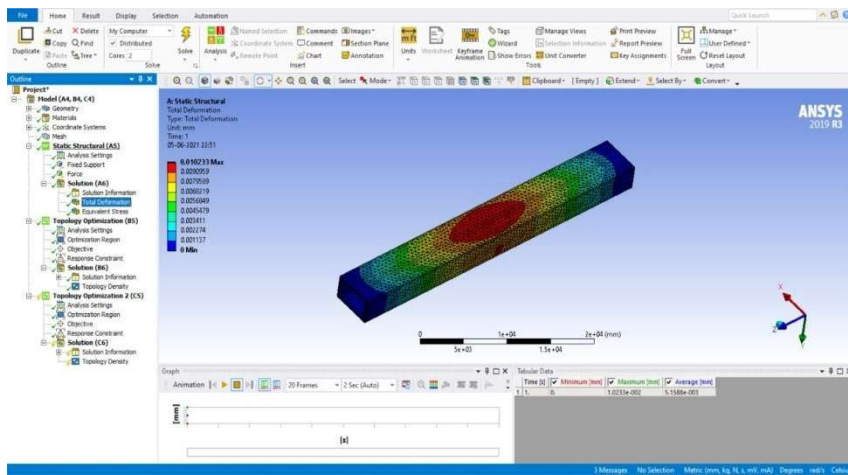 File Home Result Display Selection Automation Quick Launch
Cut Delete My Computer
Copy Find Distributed
Duplicate Paste Tree Cores 2 Solve Analysis
Named Selection Commands Images
Coordinate System Comment Section Plane
Remote Point Chart Annotation
Units Worksheet Keyframe Animation
Tags
Wizard
Show Errors
Manage Views
Selection Information
Unit Converter
Print Preview
Report Preview
Key Assignments
Full Screen
Manage
User Defined
Reset Layout
Outline Solve Insert Tools Layout
Outline
Select Mode Clipboard [Empty] Extend Select By Convert
Project*
Model (A4, B4, C4)
Geometry
Materials
Coordinate Systems
Mesh
Static Structural (A5)
Analysis Settings
Fixed Support
Force
Solution (A6)
Solution Information
Total Deformation
Equivalent Stress
Topology Optimization (B5)
Analysis Settings
Optimization Region
Objective
Response Constraint
Solution (B6)
Solution Information
Topology Density
Topology Optimization 2 (C5)
Analysis Settings
Optimization Region
Objective
Response Constraint
Solution (C6)
Solution Information
Topology Density
A: Static Structural
Total Deformation
Type: Total Deformation
Unit: mm
Time: 1
05-06-2021 22:51
0.010233 Max
0.0090959
0.0079589
0.0068219
0.0056849
0.0045479
0.003411
0.002274
0.001137
0 Min
ANSYS
2019 R3
X
Y
Z
0 1e+04 2e+04 (mm)
5e+03 1.5e+04
Graph
Animation 20 Frames 2 Sec (Auto)
[mm]
[s]
Tabular Data
Time [s] Minimum [mm] Maximum [mm] Average [mm]
1 1. 0. 1.0233e-002 5.1568e-003
3 Messages No Selection Metric (mm, kg, N, s, mV, mA) Degrees rad/s Celsiu